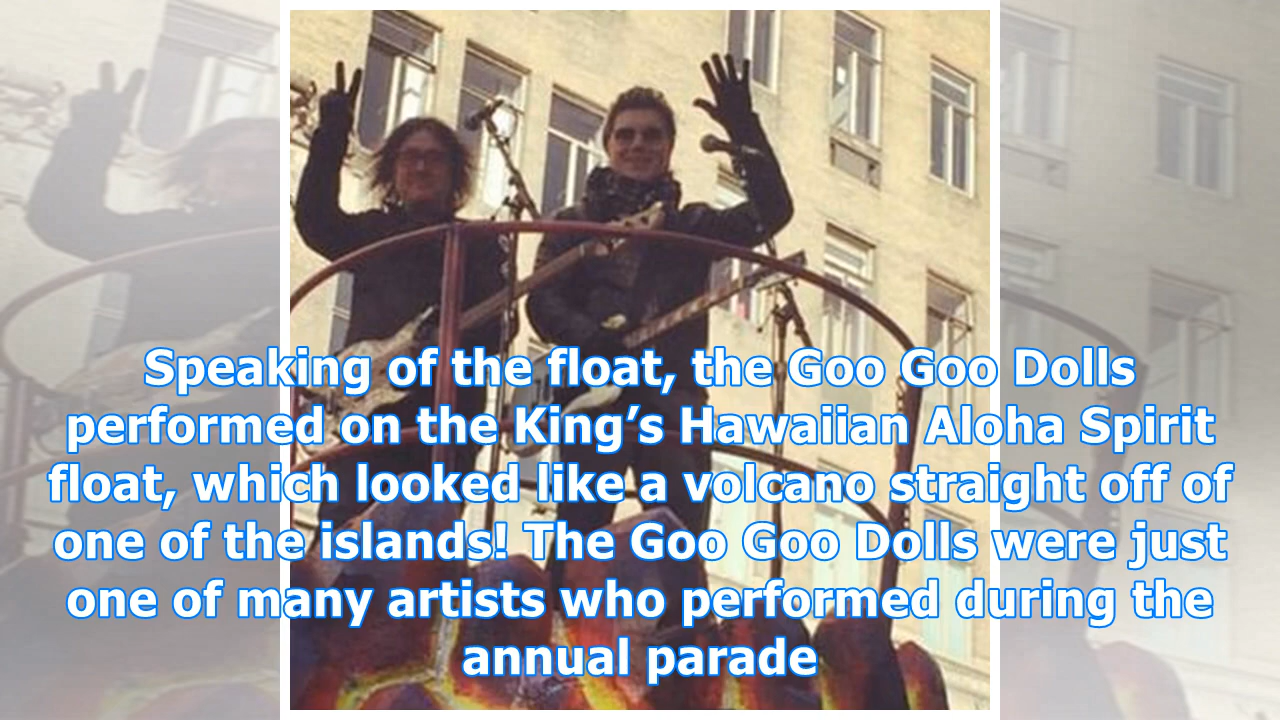 Speaking of the float, the Goo Goo Dolls
performed on the King’s Hawaiian Aloha Spirit
float, which looked like a volcano straight off of
one of the islands! The Goo Goo Dolls were just
one of many artists who performed during the
annual parade